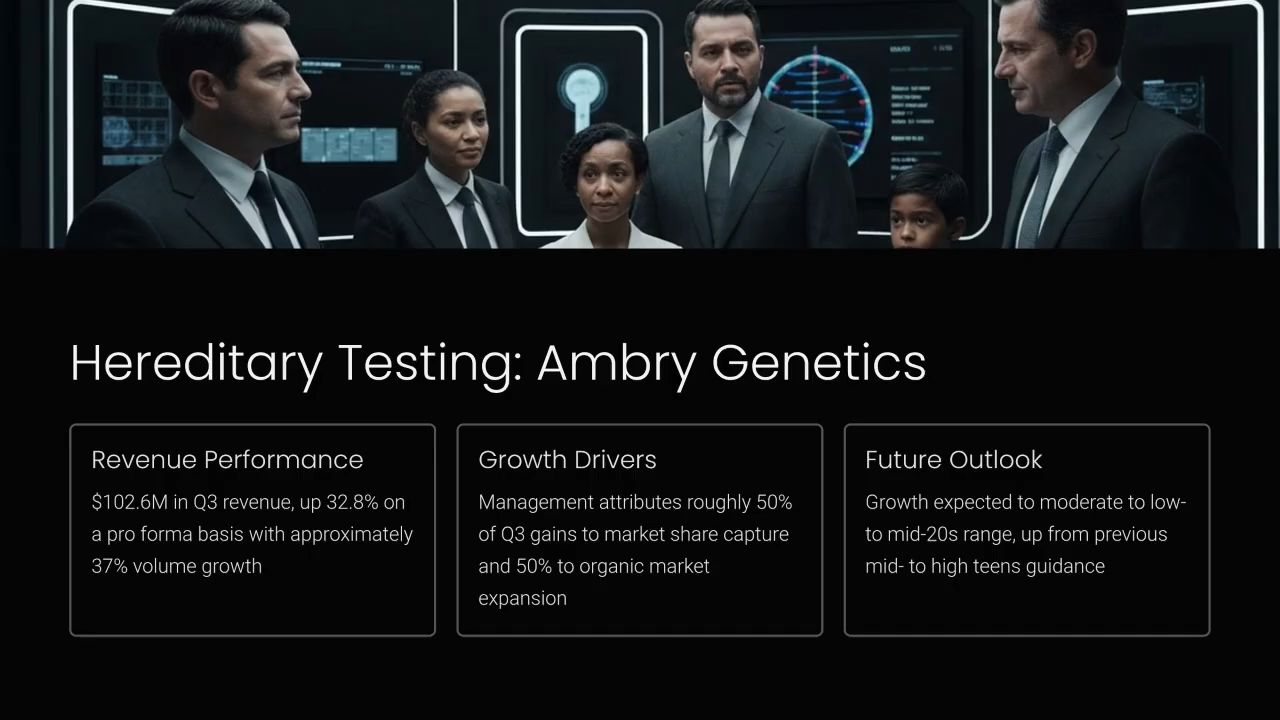 Hereditary Testing: Ambry Genetics
Revenue Performance
$102.6M in Q3 revenue, up 32.8% on
a pro forma basis with approximately
37% volume growth
Growth Drivers
Management attributes roughly 50%
of Q3 gains to market share capture
and 50% to organic market
expansion
Future Outlook
Growth expected to moderate to low-
to mid-20s range, up from previous
mid- to high teens guidance